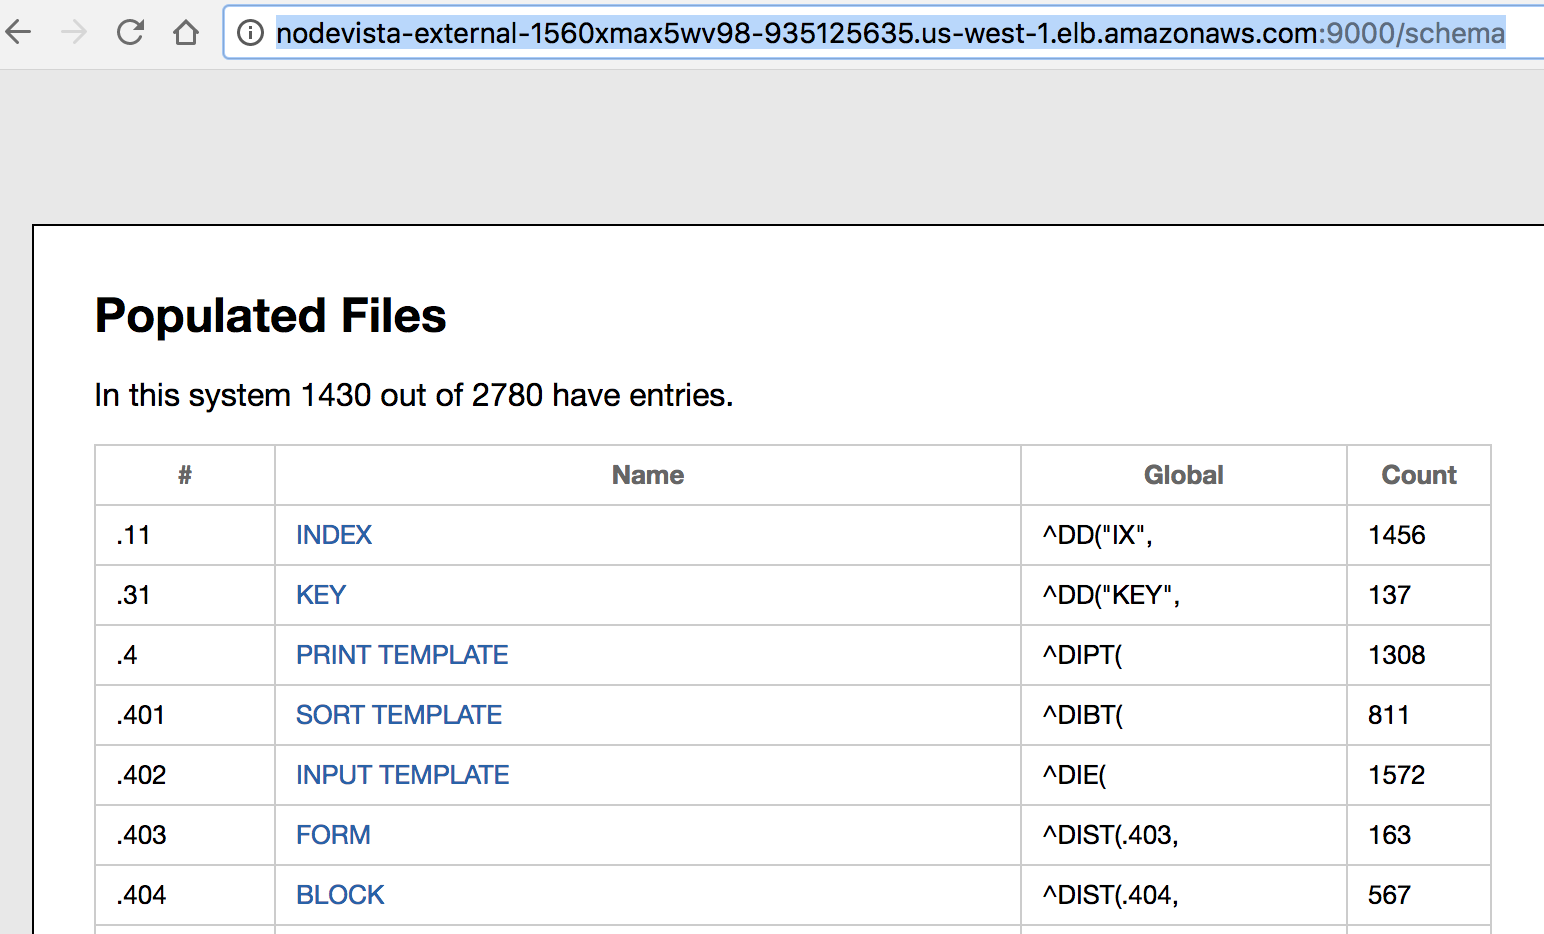 nodevista-external-1560xmax5wv98-935125635.us-west-1.elb.amazonaws.com:9000/schema
Populated Files
In this system 1430 out of 2780 have entries.
# Name Global Count
.11 INDEX ^DD("IX", 1456
.31 KEY ^DD("KEY", 137
.4 PRINT TEMPLATE ^DIPT( 1308
.401 SORT TEMPLATE ^DIBT( 811
.402 INPUT TEMPLATE ^DIE( 1572
.403 FORM ^DIST(.403, 163
.404 BLOCK ^DIST(.404, 567